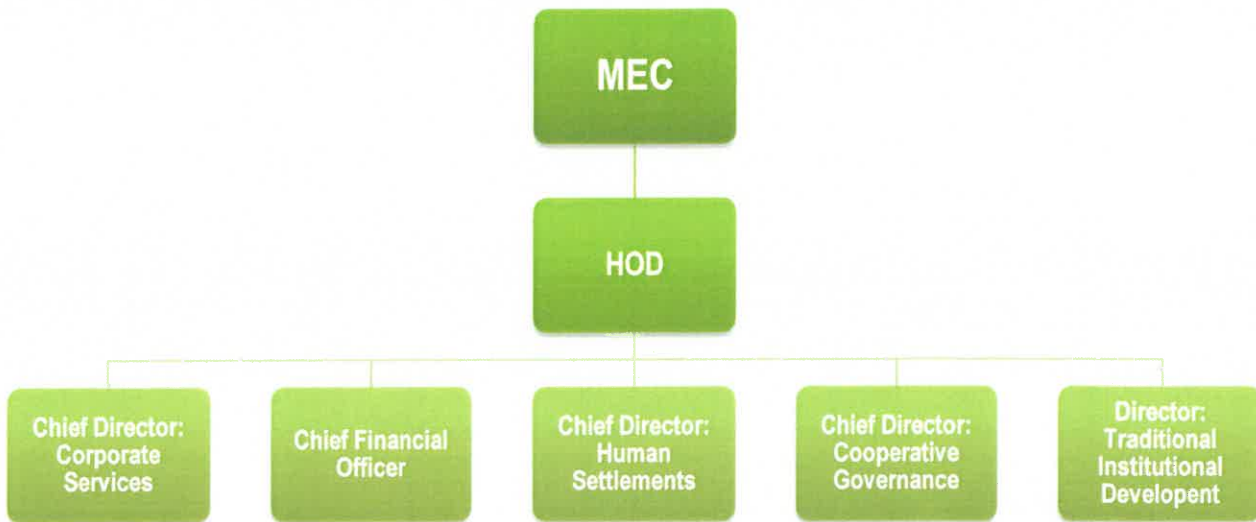 MEC
HOD
Chief Director:
Corporate
Services
Chief Financial
Officer
Chief Director:
Human
Settlements
Chief Director:
Cooperative
Governance
Director:
Traditional
Institutional
Developent